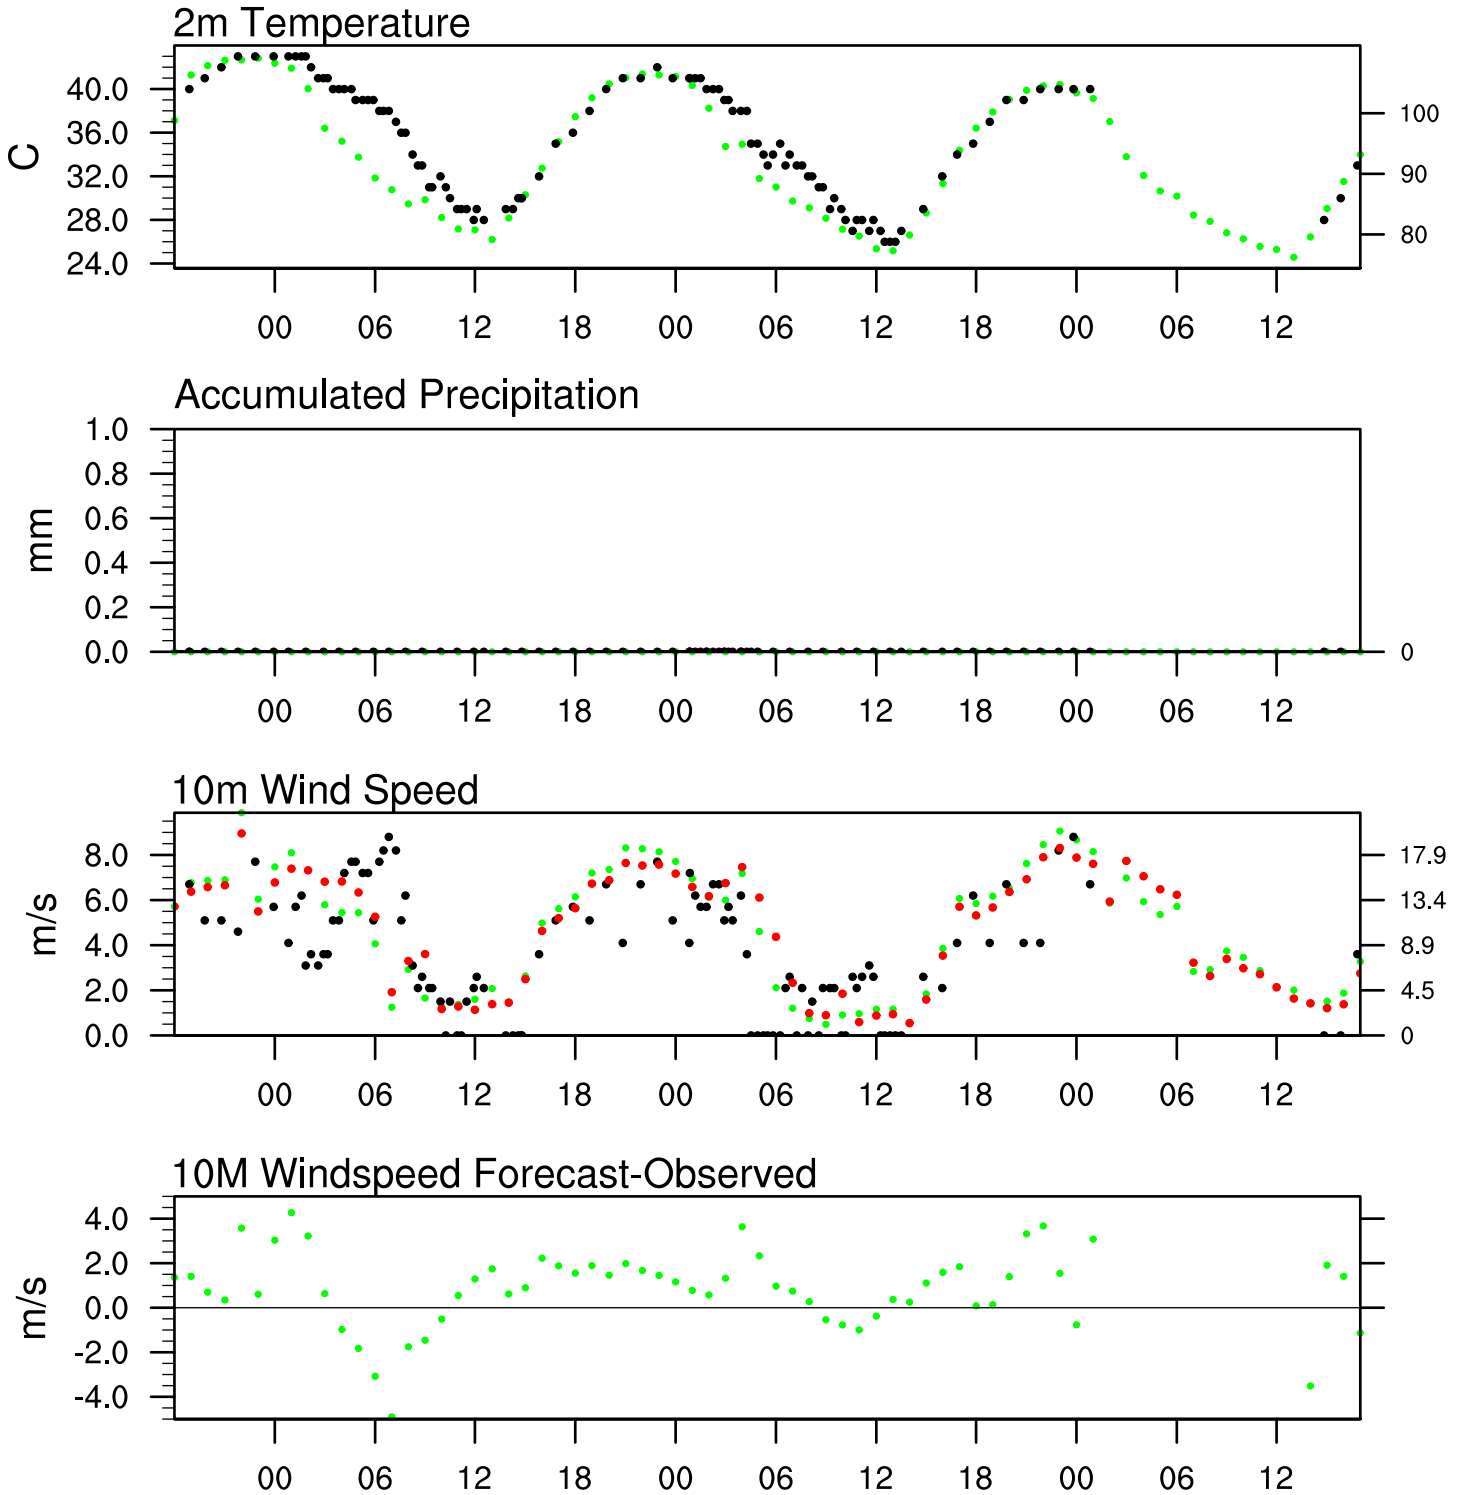 2m Temperature
C
40.0
36.0
32.0
28.0
24.0
100
90
80
00 06 12 18 00 06 12 18 00 06 12
Accumulated Precipitation
mm
1.0
0.8
0.6
0.4
0.2
0.0
0
00 06 12 18 00 06 12 18 00 06 12
10m Wind Speed
m/s
8.0
6.0
4.0
2.0
0.0
17.9
13.4
8.9
4.5
0
00 06 12 18 00 06 12 18 00 06 12
10M Windspeed Forecast-Observed
m/s
4.0
2.0
0.0
-2.0
-4.0
00 06 12 18 00 06 12 18 00 06 12